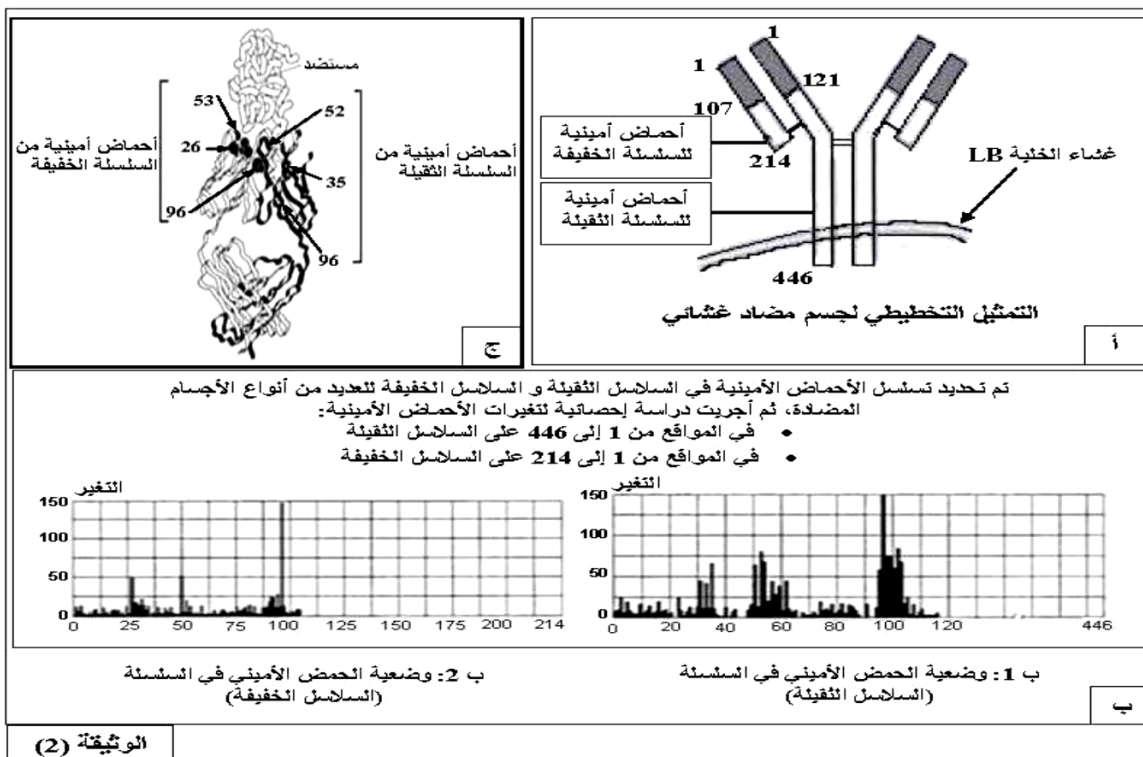 1
1
121
107
أحماض أمينية
للسلسلة الخفيفة
214
غشاء الخلية LB
أحماض أمينية
للسلسلة الثقيلة
446
التمثيل التخطيطي لجسم مضاد غشائي
أ
مستضد
53
52
أحماض أمينية من
السلسلة الخفيفة
26
أحماض أمينية من
السلسلة الثقيلة
35
96
96
ج
تم تحديد تسلسل الأحماض الأمينية في السلاسل الثقيلة و السلاسل الخفيفة للعديد من أنواع الأجسام
المضادة، ثم أجريت دراسة إحصائية لتغيرات الأحماض الأمينية:
• في المواقع من 1 إلى 446 على السلاسل الثقيلة
• في المواقع من 1 إلى 214 على السلاسل الخفيفة
التغير
150
100
50
0
0 20 40 60 80 100 120 446
ب 1: وضعية الحمض الأميني في السلسلة
(السلاسل الثقيلة)
التغير
150
100
50
0
0 25 50 75 100 125 150 175 200 214
ب 2: وضعية الحمض الأميني في السلسلة
(السلاسل الخفيفة)
ب
الوثيقة (2)